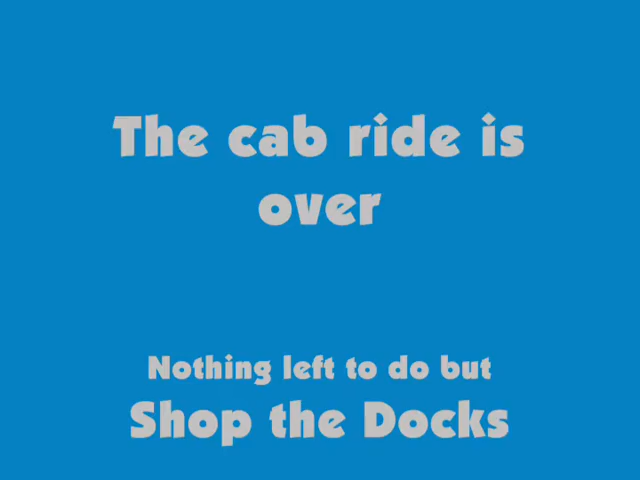 The cab ride is
over
Nothing left to do but
Shop the Docks